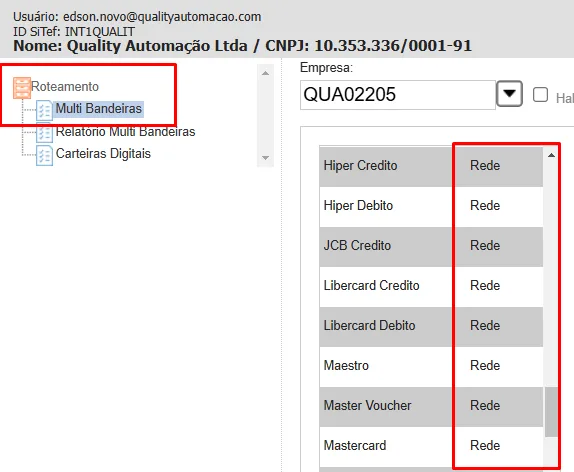 Usuário: edson.novo@qualityautomacao.com
ID SiTef: INT1QUALIT
Nome: Quality Automação Ltda / CNPJ: 10.353.336/0001-91
Roteamento
Multi Bandeiras
Relatório Multi Bandeiras
Carteiras Digitais
Empresa:
QUA02205
Hal
Hiper Credito Rede
Hiper Debito Rede
JCB Credito Rede
Libercard Credito Rede
Libercard Debito Rede
Maestro Rede
Master Voucher Rede
Mastercard Rede